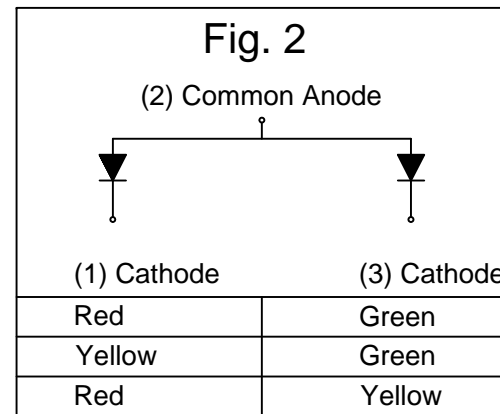 Fig. 2
(2) Common Anode
(1) Cathode (3) Cathode
Red Green
Yellow Green
Red Yellow